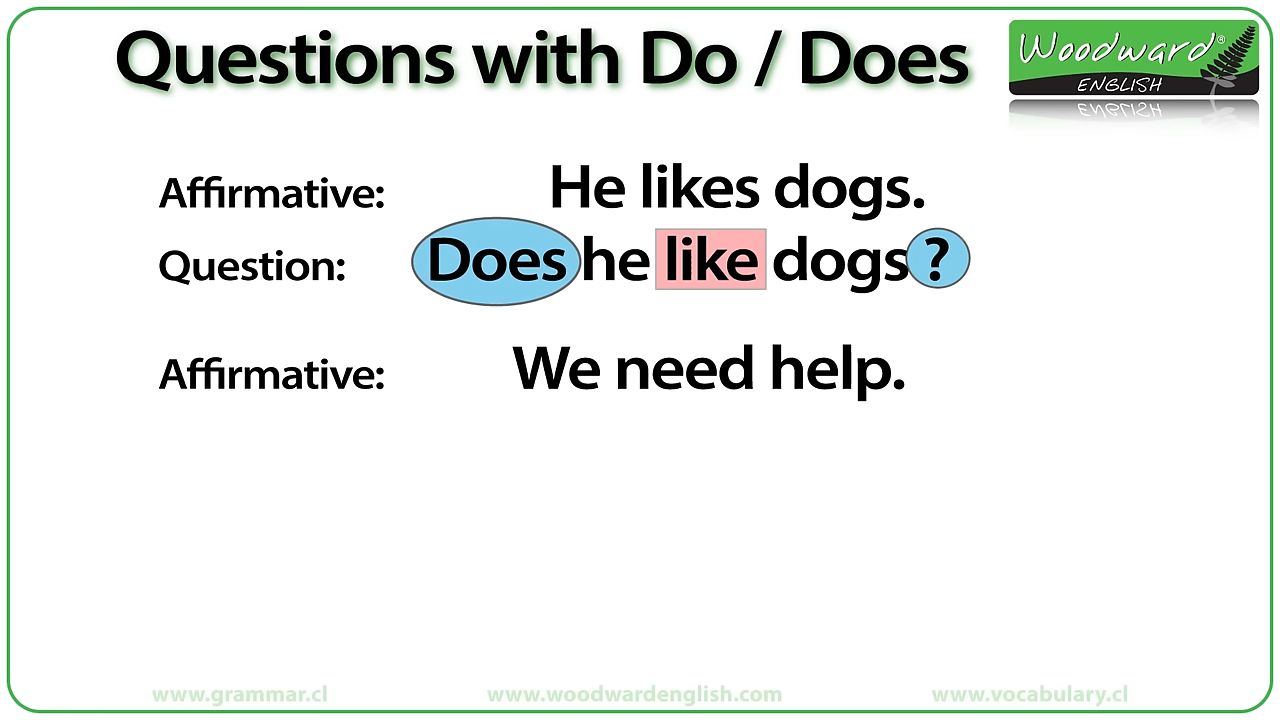 Questions with Do / Does
Woodward®
ENGLISH
Affirmative: He likes dogs.
Question: Does he like dogs ?
Affirmative: We need help.
www.grammar.cl www.woodwardenglish.com www.vocabulary.cl